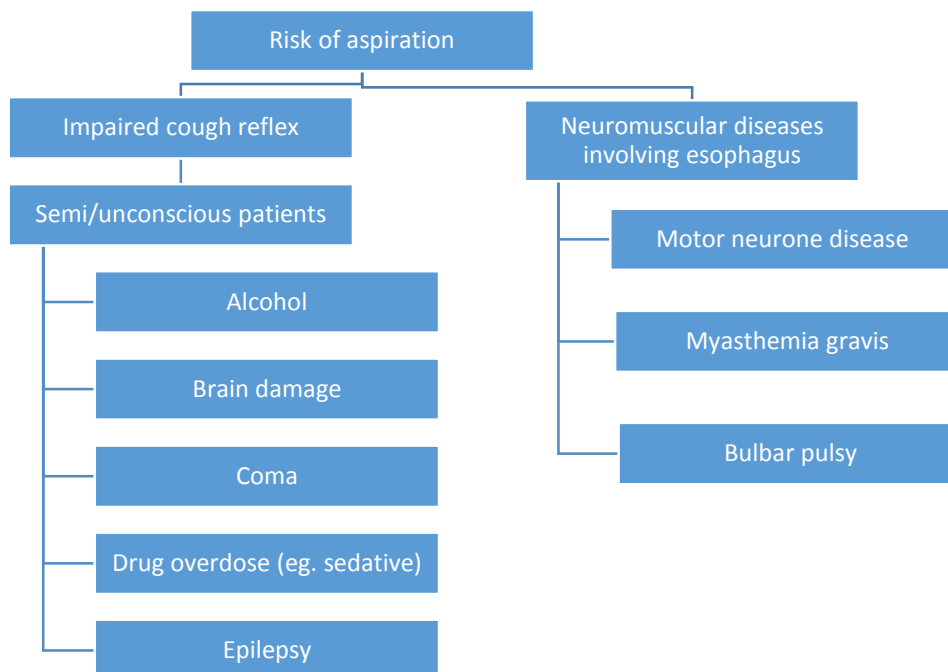 Risk of aspiration
Impaired cough reflex
Semi/unconscious patients
Alcohol
Brain damage
Coma
Drug overdose (eg. sedative)
Epilepsy
Neuromuscular diseases
involving esophagus
Motor neurone disease
Myasthemia gravis
Bulbar pulsy